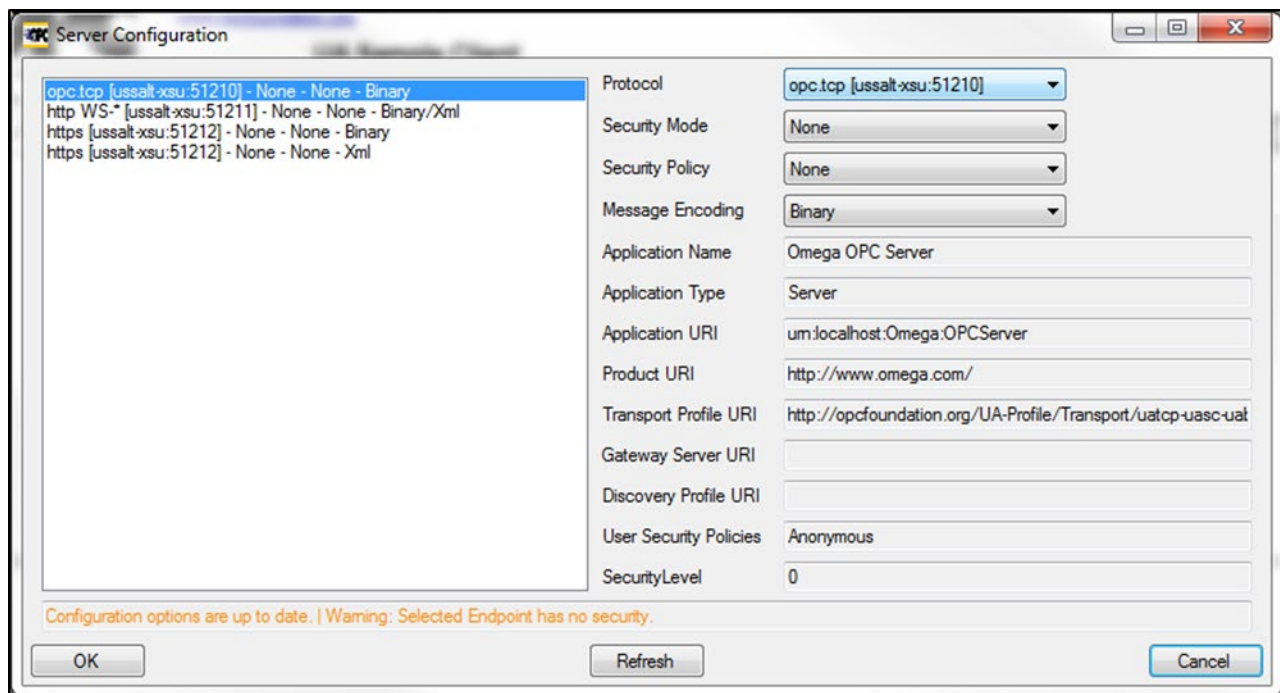 OPC Server Configuration
opc.tcp [ussalt-xsu:51210] - None - None - Binary
http WS-* [ussalt-xsu:51211] - None - None - Binary/Xml
https [ussalt-xsu:51212] - None - None - Binary
https [ussalt-xsu:51212] - None - None - Xml
Protocol opc.tcp [ussalt-xsu:51210]
Security Mode None
Security Policy None
Message Encoding Binary
Application Name Omega OPC Server
Application Type Server
Application URI urn:localhost:Omega:OPCServer
Product URI http://www.omega.com/
Transport Profile URI http://opcfoundation.org/UA-Profile/Transport/uatcp-uasc-uat
Gateway Server URI
Discovery Profile URI
User Security Policies Anonymous
SecurityLevel 0
Configuration options are up to date. | Warning: Selected Endpoint has no security.
OK Refresh Cancel